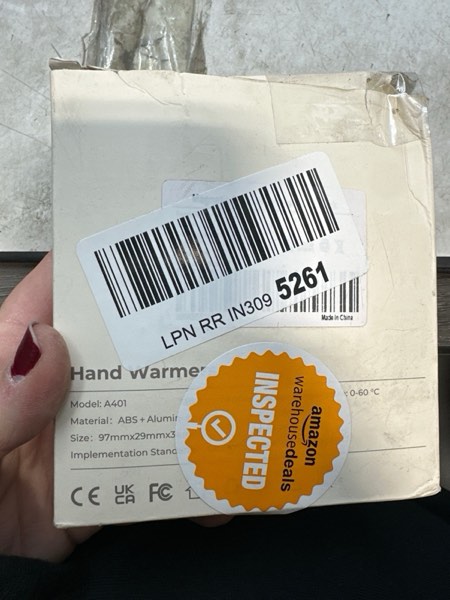 LPN RR IN309 5261
Made in China
Hand Warmer
Model: A401
0-60 °C
Material: ABS + Alumin
Size: 97mmx29mmx3
Implementation Stand
CE UK CA FC
amazon
warehousedeals
INSPECTED